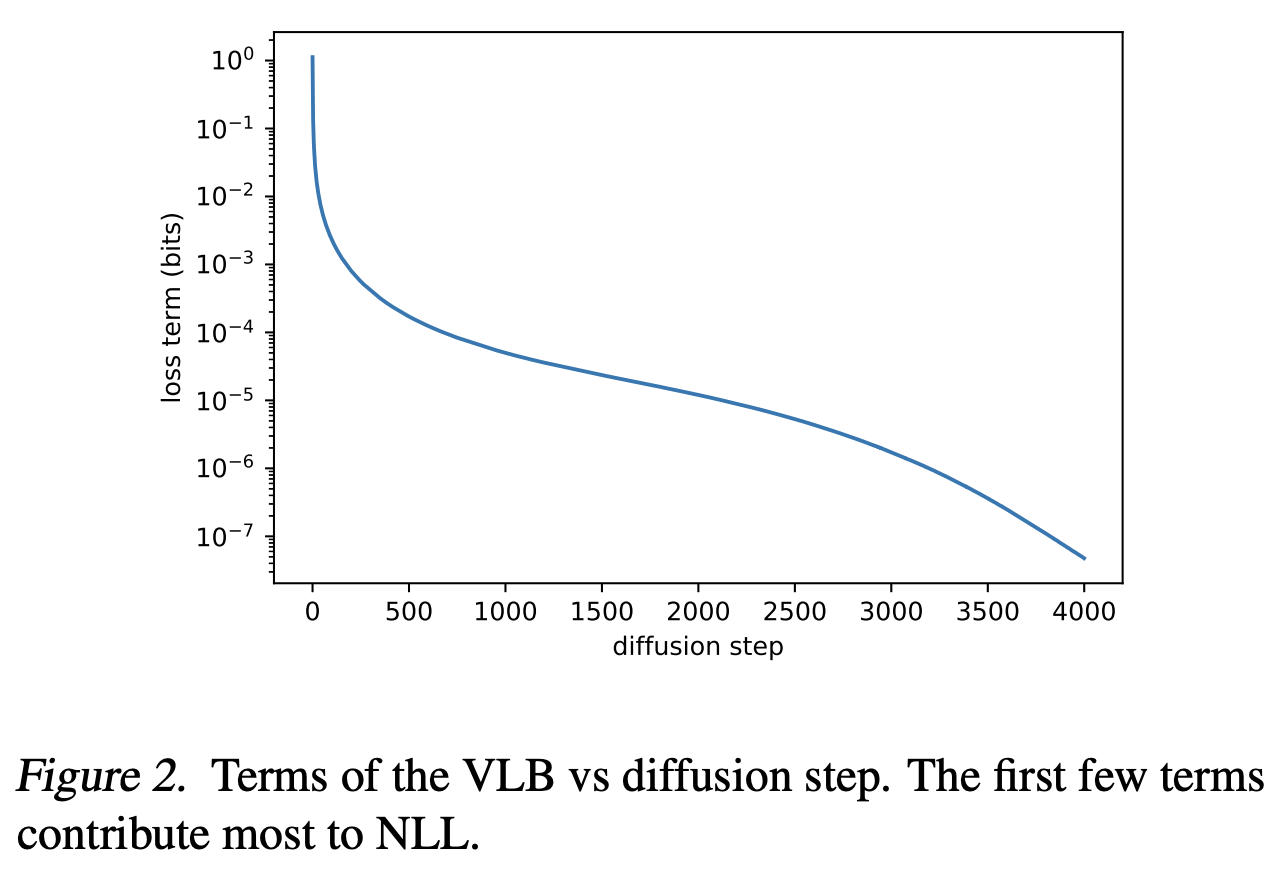 10⁰
10⁻¹
10⁻²
10⁻³
10⁻⁴
10⁻⁵
10⁻⁶
10⁻⁷
loss term (bits)
0 500 1000 1500 2000 2500 3000 3500 4000
diffusion step
Figure 2. Terms of the VLB vs diffusion step. The first few terms
contribute most to NLL.